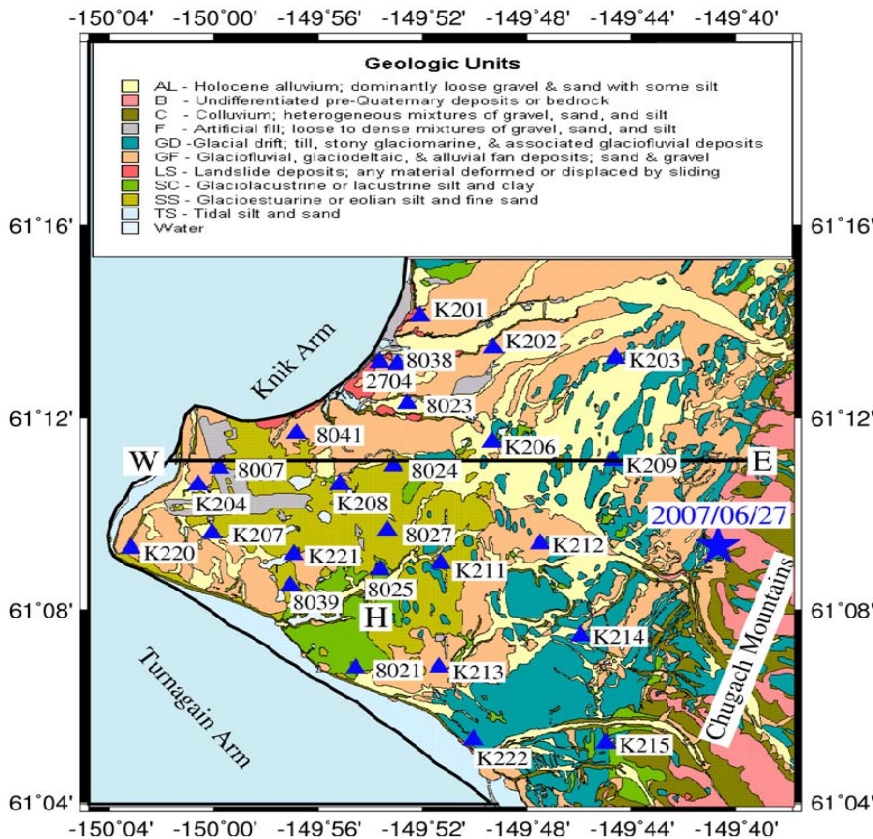 -150°04' -150°00' -149°56' -149°52' -149°48' -149°44' -149°40'
Geologic Units
AL - Holocene alluvium; dominantly loose gravel & sand with some silt
B - Undifferentiated pre-Quaternary deposits or bedrock
C - Colluvium; heterogeneous mixtures of gravel, sand, and silt
F - Artificial fill; loose to dense mixtures of gravel, sand, and silt
GD -Glacial drift; till, stony glaciomarine, & associated glaciofluvial deposits
GF - Glaciofluvial, glaciodeltaic, & alluvial fan deposits; sand & gravel
LS - Landslide deposits; any material deformed or displaced by sliding
SC - Glaciolacustrine or lacustrine silt and clay
SS - Glacioestuarine or eolian silt and fine sand
TS - Tidal silt and sand
Water
61°16' 61°16'
K201
Knik Arm
K202
8038
K203
2704
8023
61°12' 61°12'
8041
K206
W
8007
8024
K209
E
K204
K208
2007/06/27
K207
8027
K220
K221
K212
K211
8025
8039
61°08' 61°08'
H
K214
8021
K213
Chugach Mountains
Turnagain Arm
K222
K215
61°04' 61°04'
-150°04' -150°00' -149°56' -149°52' -149°48' -149°44' -149°40'